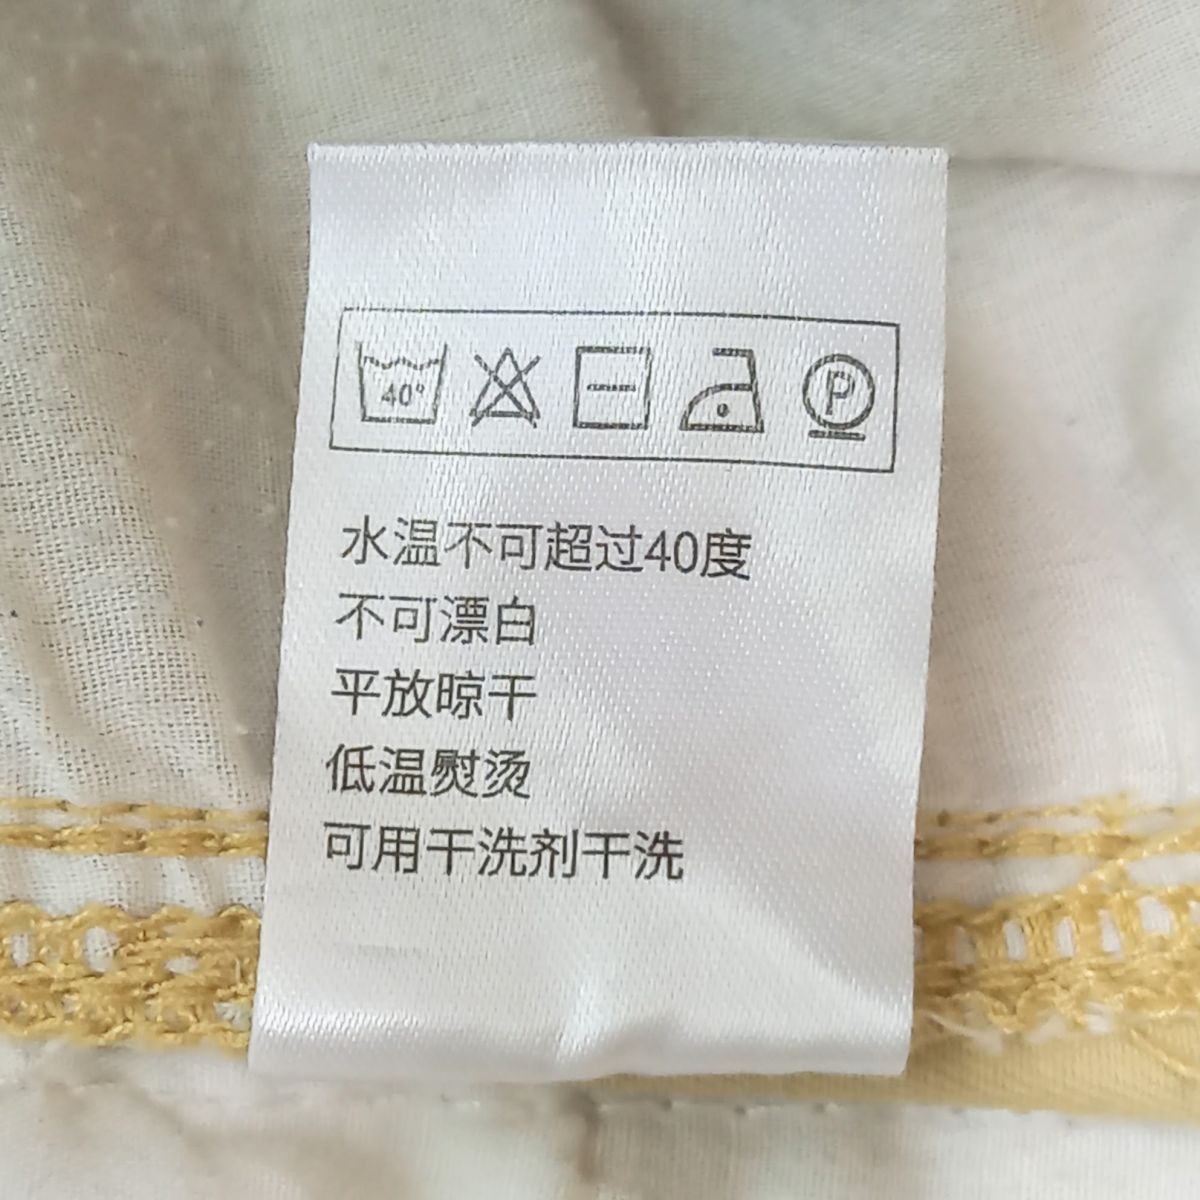 40°
P
水温不可超过40度
不可漂白
平放晾干
低温熨烫
可用干洗剂干洗